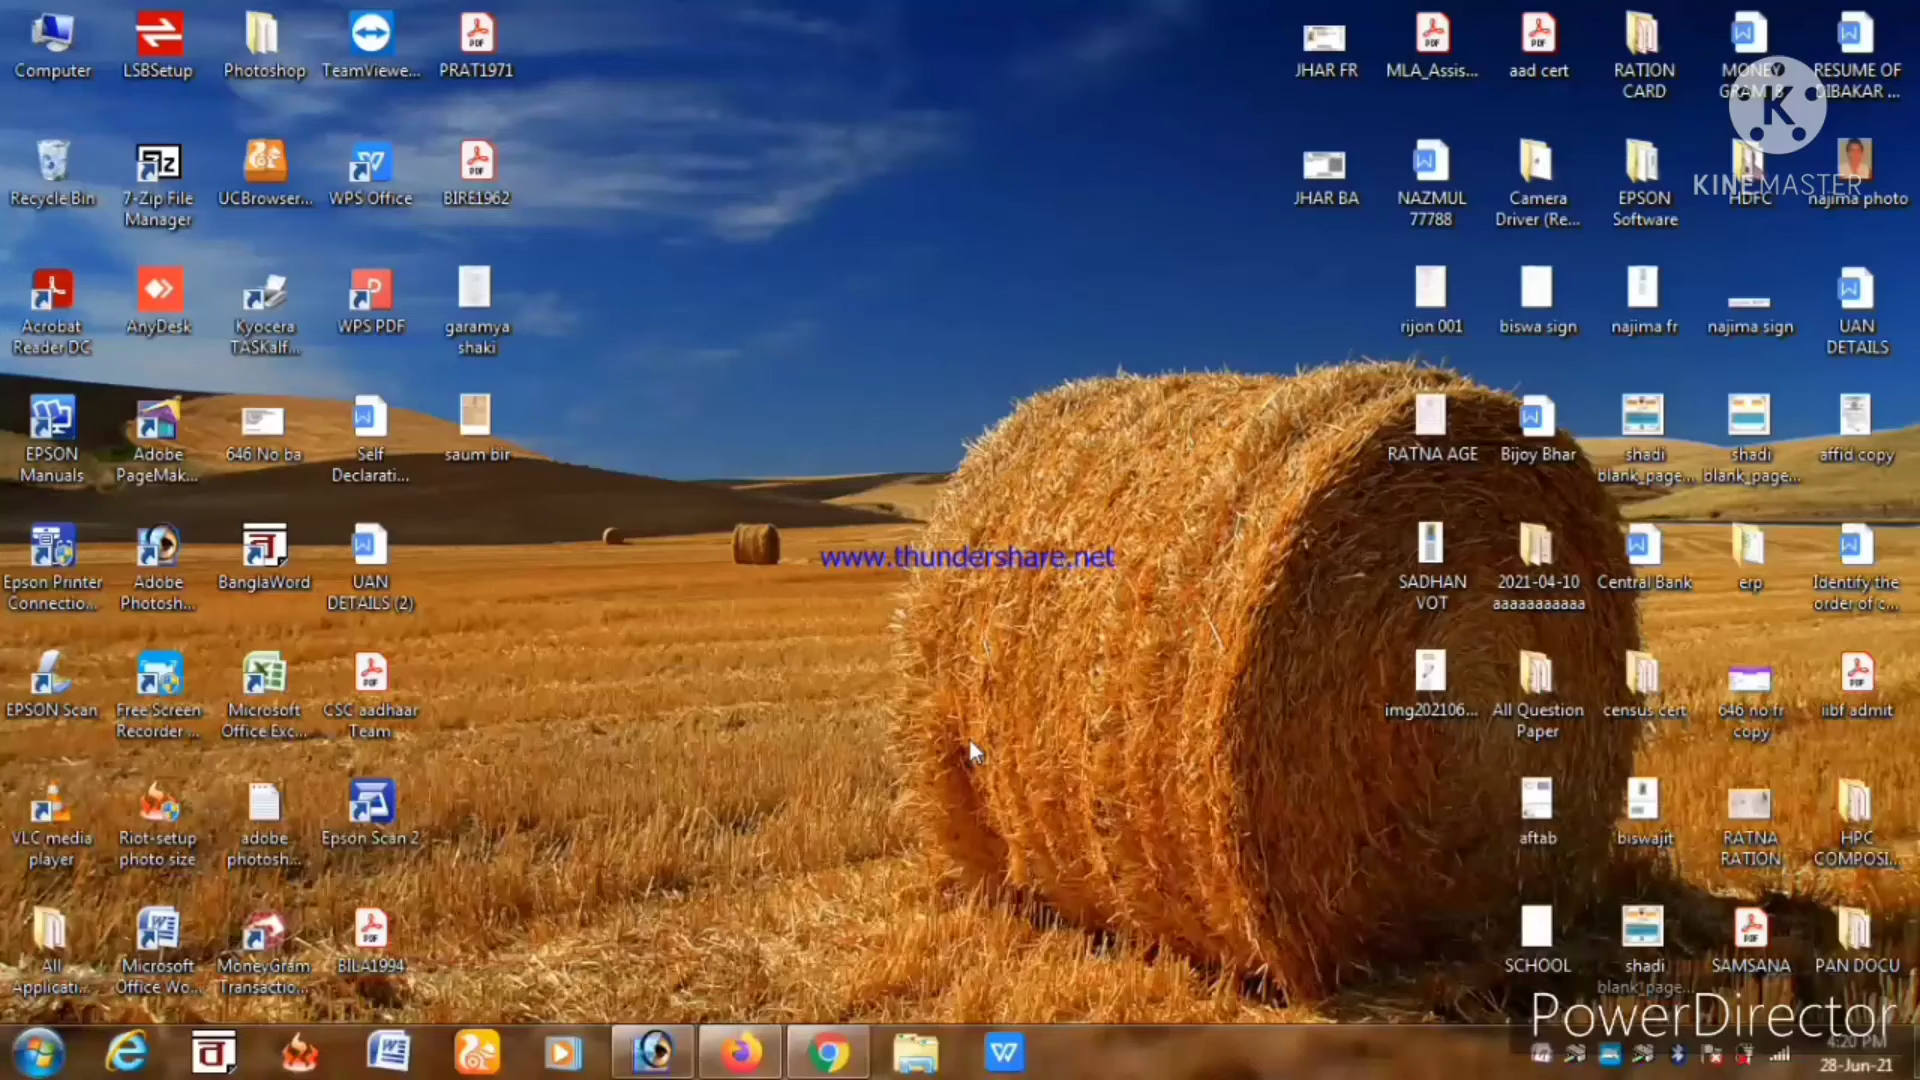 Computer
LSBSetup
Photoshop
TeamViewe...
PRAT1971
JHAR FR
MLA_Assis...
aad cert
RATION
CARD
MONEY
GRAM B
RESUME OF
DIBAKAR ...
Recycle Bin
7-Zip File
Manager
UCBrowser...
WPS Office
BIRE1962
JHAR BA
NAZMUL
77788
Camera
Driver (Re...
EPSON
Software
KINEMASTER
HDFC
najima photo
Acrobat
Reader DC
AnyDesk
Kyocera
TASKalf...
WPS PDF
garamya
shaki
rijon 001
biswa sign
najima fr
najima sign
UAN
DETAILS
EPSON
Manuals
Adobe
PageMak...
646 No ba
Self
Declarati...
saum bir
RATNA AGE
Bijoy Bhar
shadi
blank_page...
shadi
blank_page...
affid copy
www.thundershare.net
Epson Printer
Connectio...
Adobe
Photosh...
BanglaWord
UAN
DETAILS (2)
SADHAN
VOT
2021-04-10
aaaaaaaaaaa
Central Bank
erp
Identify the
order of c...
EPSON Scan
Free Screen
Recorder ...
Microsoft
Office Exc...
CSC aadhaar
Team
img202106...
All Question
Paper
census cert
646 no fr
copy
iibf admit
VLC media
player
Riot-setup
photo size
adobe
photosh...
Epson Scan 2
aftab
biswajit
RATNA
RATION
HPC
COMPOSI...
All
Applicati...
Microsoft
Office Wo...
MoneyGram
Transactio...
BILA1994
SCHOOL
shadi
blank_page...
SAMSANA
PAN DOCU
PowerDirector
4:20 PM
28-Jun-21